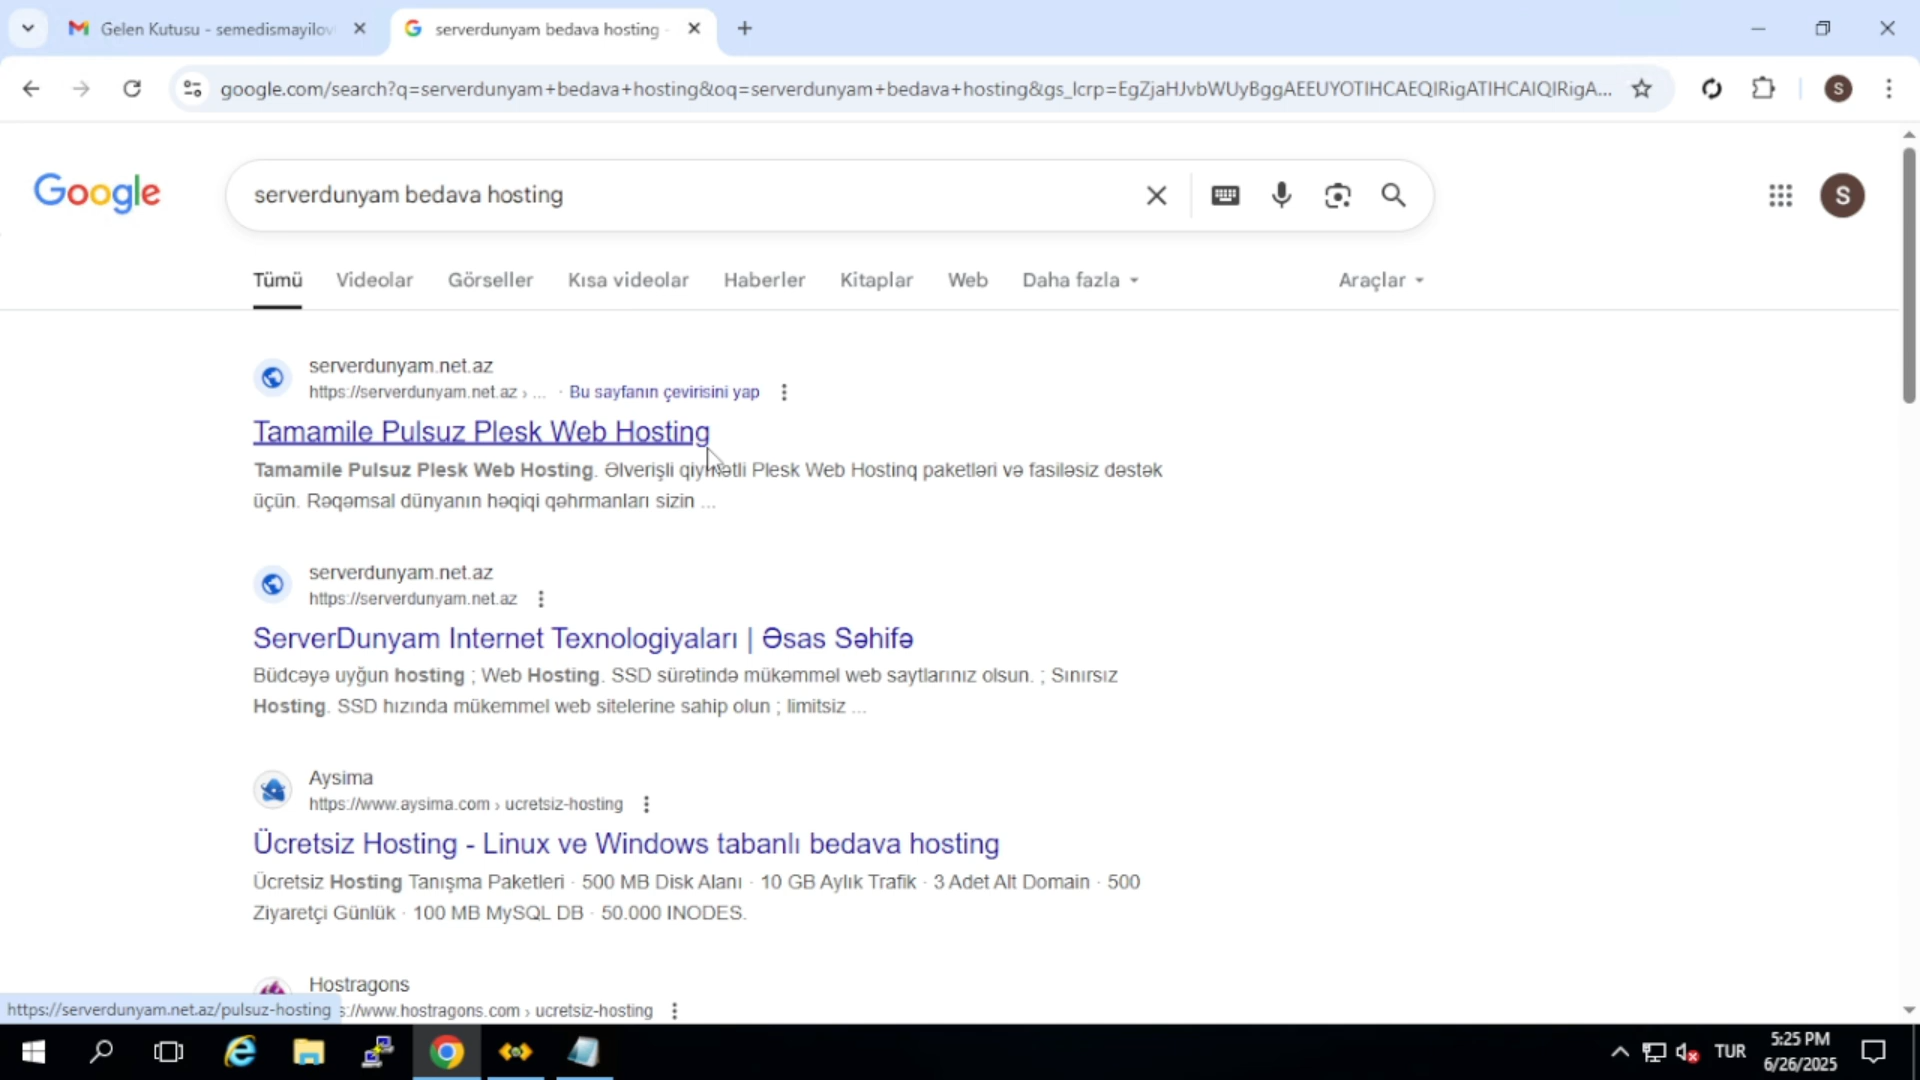 Gelen Kutusu - semedismayilov
serverdunyam bedava hosting -
google.com/search?q=serverdunyam+bedava+hosting&oq=serverdunyam+bedava+hosting&gs_lcrp=EgZjaHJvbWUyBggAEEUYOTIHCAEQIRigATIHCAIQIRigA...
S
Google
serverdunyam bedava hosting
S
Tümü Videolar Görseller Kısa videolar Haberler Kitaplar Web Daha fazla Araçlar
serverdunyam.net.az
https://serverdunyam.net.az › ... · Bu sayfanın çevirisini yap
Tamamile Pulsuz Plesk Web Hosting
Tamamile Pulsuz Plesk Web Hosting. Əlverişli qiymətli Plesk Web Hostinq paketləri və fasiləsiz dəstək
üçün. Rəqəmsal dünyanın həqiqi qəhrmanları sizin ...
serverdunyam.net.az
https://serverdunyam.net.az
ServerDunyam Internet Texnologiyaları | Əsas Səhifə
Büdcəyə uyğun hosting ; Web Hosting. SSD sürətində mükəmməl web saytlarınız olsun. ; Sınırsız
Hosting. SSD hızında mükemmel web sitelerine sahip olun ; limitsiz ...
Aysima
https://www.aysima.com › ucretsiz-hosting
Ücretsiz Hosting - Linux ve Windows tabanlı bedava hosting
Ücretsiz Hosting Tanışma Paketleri · 500 MB Disk Alanı · 10 GB Aylık Trafik · 3 Adet Alt Domain · 500
Ziyaretçi Günlük · 100 MB MySQL DB · 50.000 INODES.
Hostragons
https://serverdunyam.net.az/pulsuz-hosting s://www.hostragons.com › ucretsiz-hosting
TUR
5:25 PM
6/26/2025